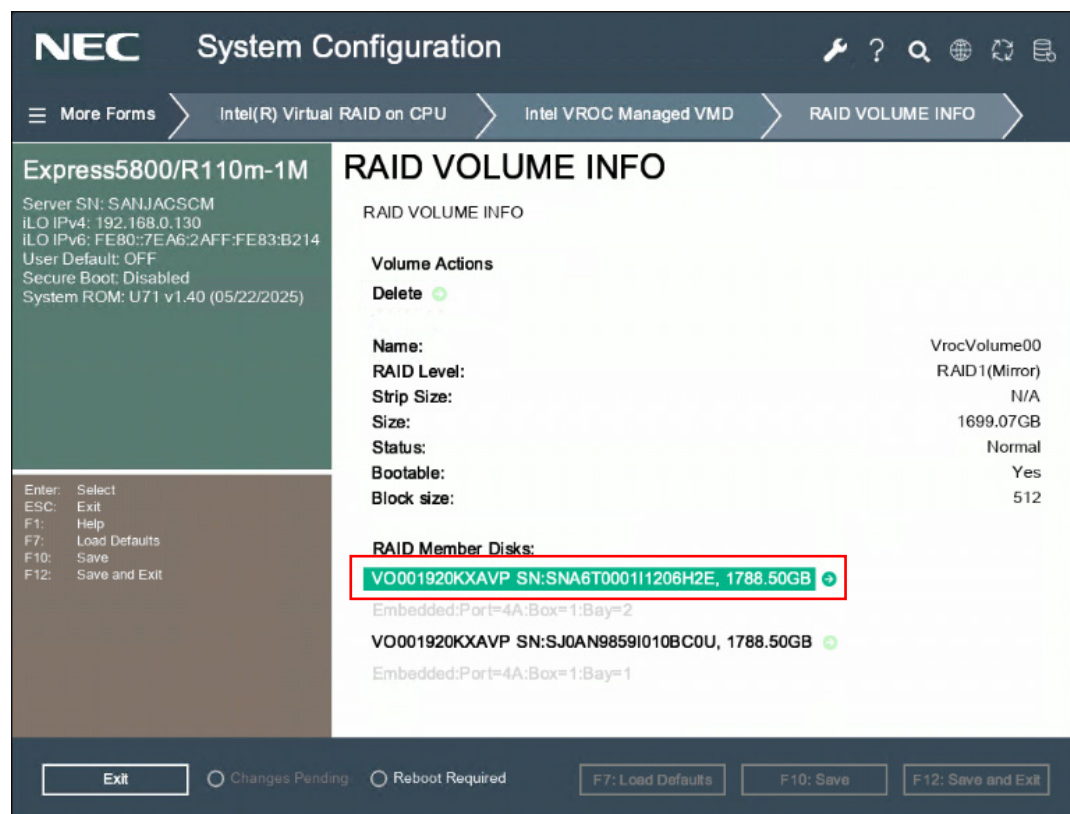 NEC System Configuration
More Forms
Intel(R) Virtual RAID on CPU
Intel VROC Managed VMD
RAID VOLUME INFO
Express5800/R110m-1M
Server SN: SANJACSCM
iLO IPv4: 192.168.0.130
iLO IPv6: FE80::7EA6:2AFF:FE83:B214
User Default: OFF
Secure Boot: Disabled
System ROM: U71 v1.40 (05/22/2025)
Enter: Select
ESC: Exit
F1: Help
F7: Load Defaults
F10: Save
F12: Save and Exit
RAID VOLUME INFO
RAID VOLUME INFO
Volume Actions
Delete
Name: VrocVolume00
RAID Level: RAID1(Mirror)
Strip Size: N/A
Size: 1699.07GB
Status: Normal
Bootable: Yes
Block size: 512
RAID Member Disks:
VO001920KXAVP SN:SNA6T0001I1206H2E, 1788.50GB
Embedded:Port=4A:Box=1:Bay=2
VO001920KXAVP SN:SJ0AN9859I010BC0U, 1788.50GB
Embedded:Port=4A:Box=1:Bay=1
Exit
Changes Pending
Reboot Required
F7: Load Defaults
F10: Save
F12: Save and Exit